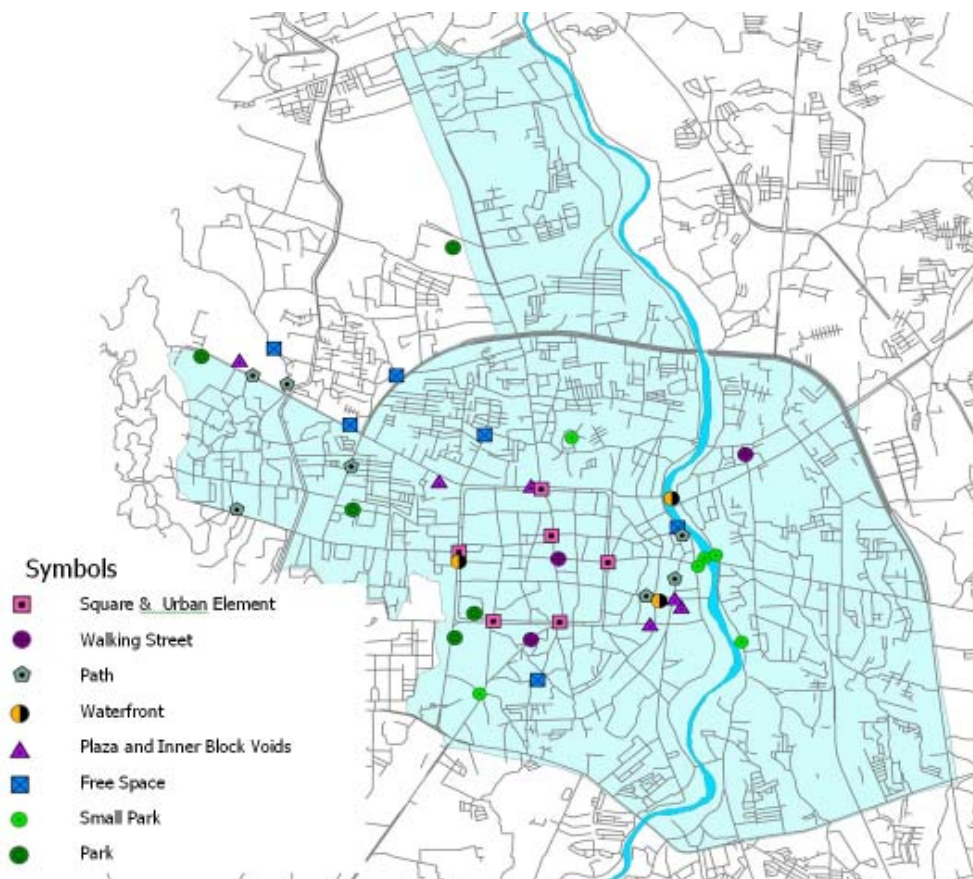 Symbols
Square & Urban Element
Walking Street
Path
Waterfront
Plaza and Inner Block Voids
Free Space
Small Park
Park